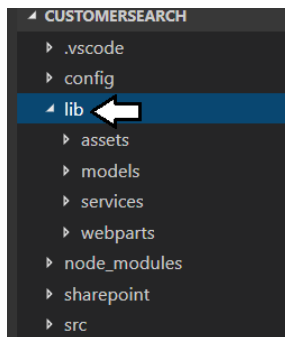 CUSTOMERSEARCH
.vscode
config
lib
assets
models
services
webparts
node_modules
sharepoint
src